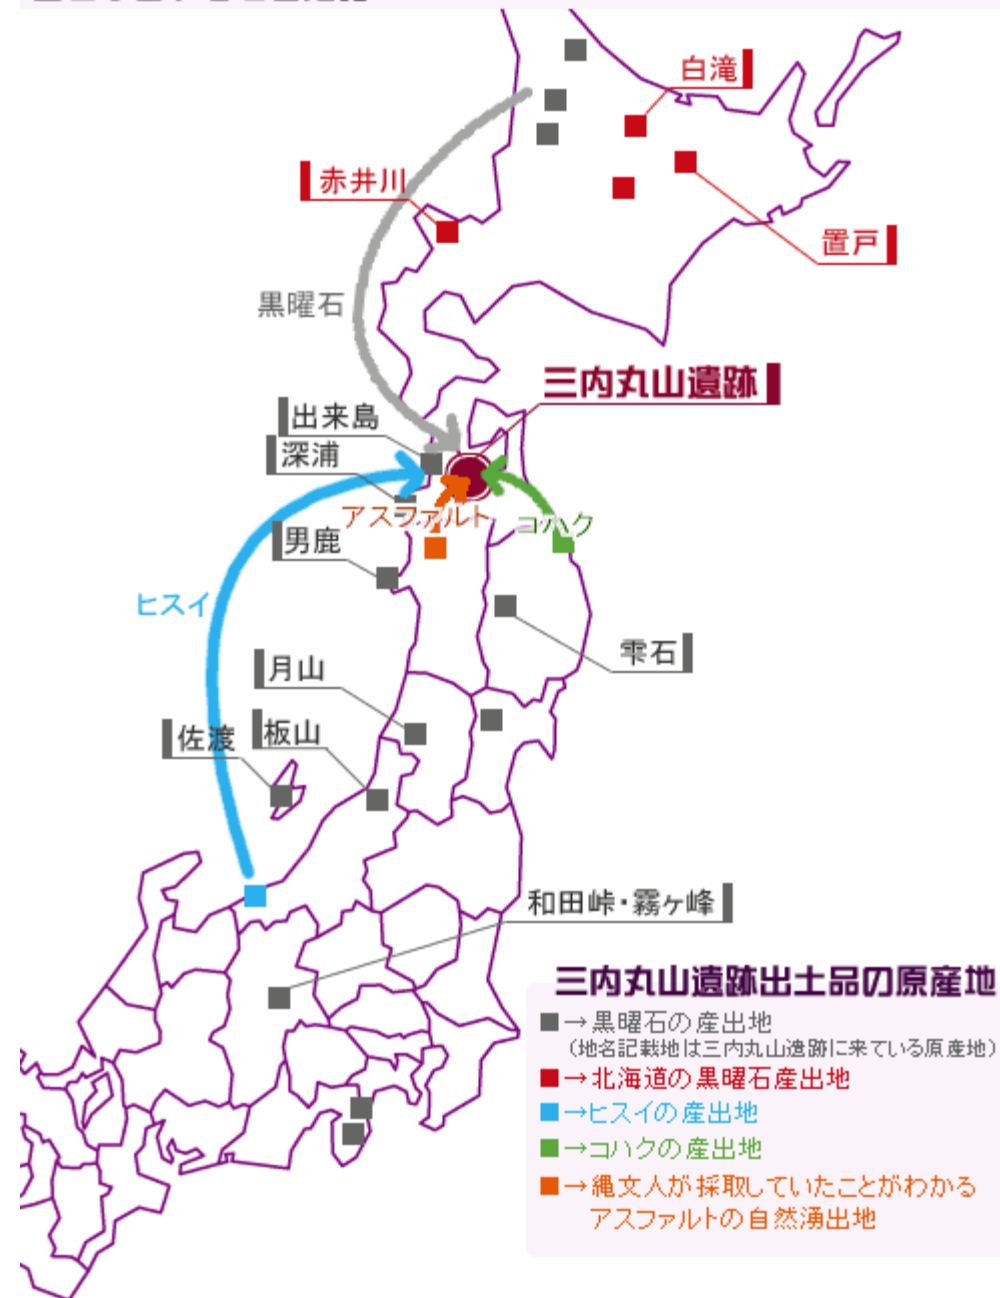 白滝
赤井川
置戸
黒曜石
三内丸山遺跡
出来島
深浦
アスファルト
コハク
男鹿
ヒスイ
雫石
月山
佐渡
板山
和田峠・霧ヶ峰
三内丸山遺跡出土品の原産地
■→黒曜石の産出地
（地名記載地は三内丸山遺跡に来ている原産地）
■→北海道の黒曜石産出地
■→ヒスイの産出地
■→コハクの産出地
■→縄文人が採取していたことがわかる
アスファルトの自然湧出地